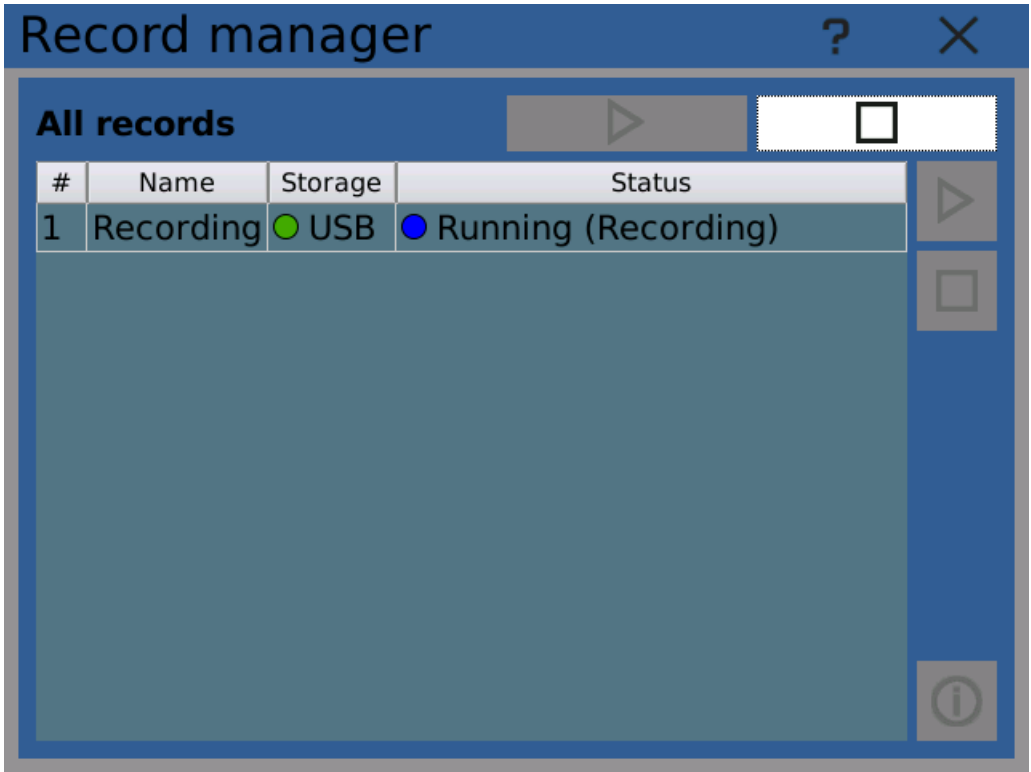 Record manager ?
All records
# Name Storage Status
1 Recording USB Running (Recording)